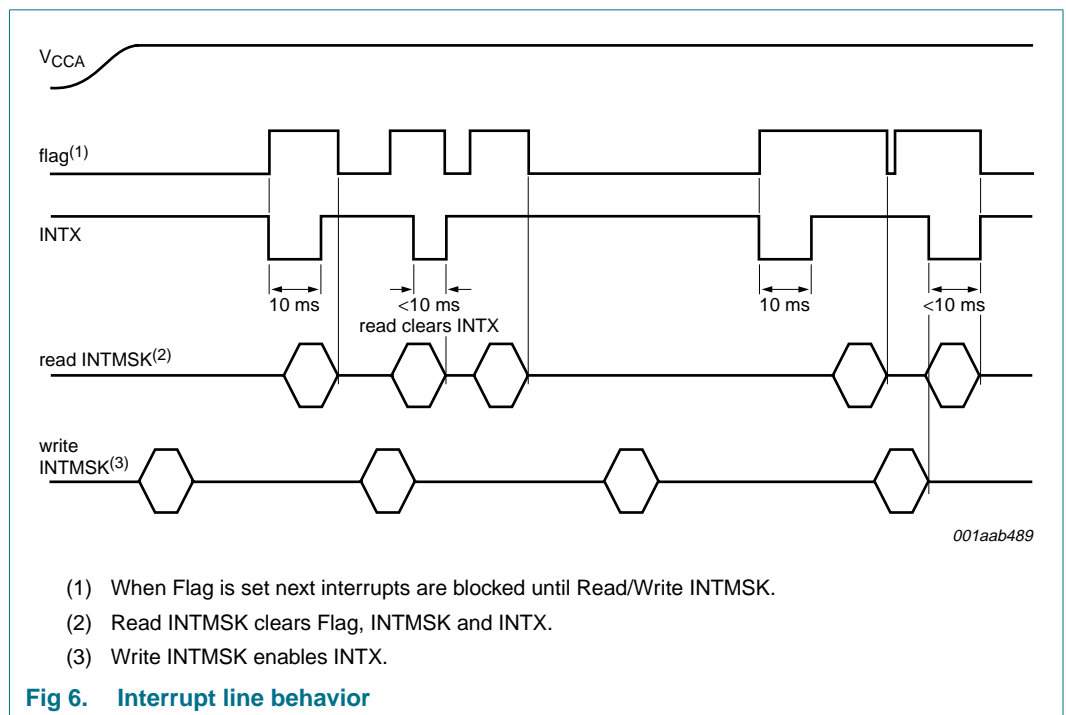 VCCA
flag(1)
INTX
10 ms
<10 ms
10 ms
<10 ms
read clears INTX
read INTMSK(2)
write
INTMSK(3)
001aab489
(1) When Flag is set next interrupts are blocked until Read/Write INTMSK.
(2) Read INTMSK clears Flag, INTMSK and INTX.
(3) Write INTMSK enables INTX.
Fig 6. Interrupt line behavior